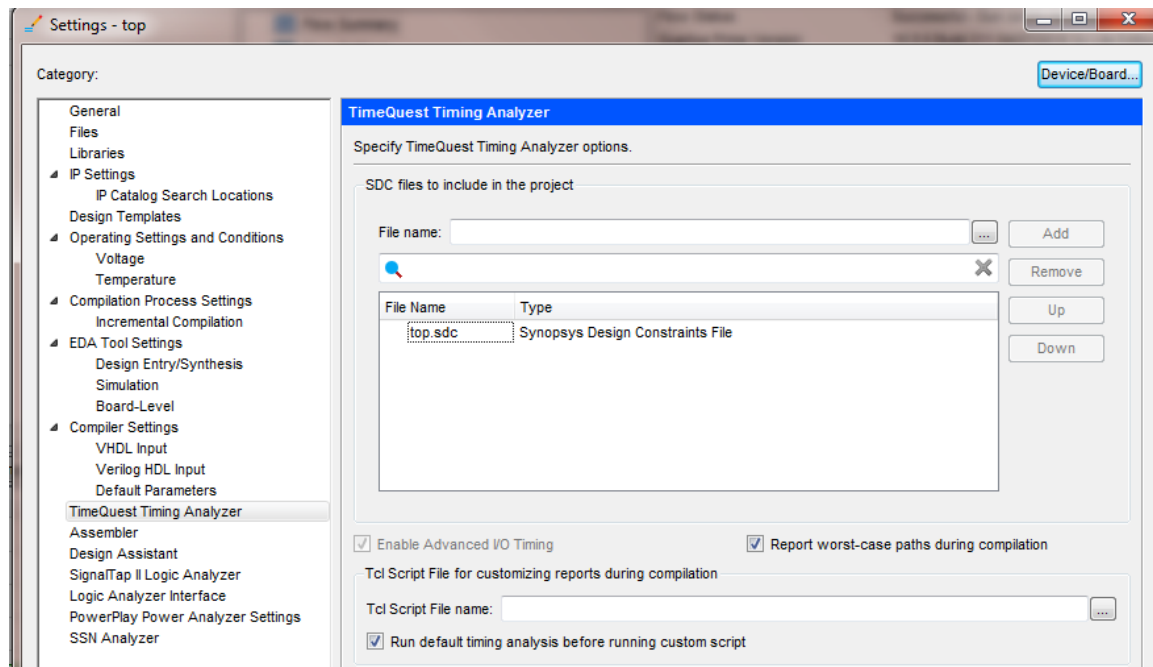 Settings - top
Flow Summary
Category:
Device/Board...
General
Files
Libraries
IP Settings
IP Catalog Search Locations
Design Templates
Operating Settings and Conditions
Voltage
Temperature
Compilation Process Settings
Incremental Compilation
EDA Tool Settings
Design Entry/Synthesis
Simulation
Board-Level
Compiler Settings
VHDL Input
Verilog HDL Input
Default Parameters
TimeQuest Timing Analyzer
Assembler
Design Assistant
SignalTap II Logic Analyzer
Logic Analyzer Interface
PowerPlay Power Analyzer Settings
SSN Analyzer
TimeQuest Timing Analyzer
Specify TimeQuest Timing Analyzer options.
SDC files to include in the project
File name:
...
Add
Remove
Up
Down
File Name Type
top.sdc Synopsys Design Constraints File
Enable Advanced I/O Timing
Report worst-case paths during compilation
Tcl Script File for customizing reports during compilation
Tcl Script File name:
...
Run default timing analysis before running custom script